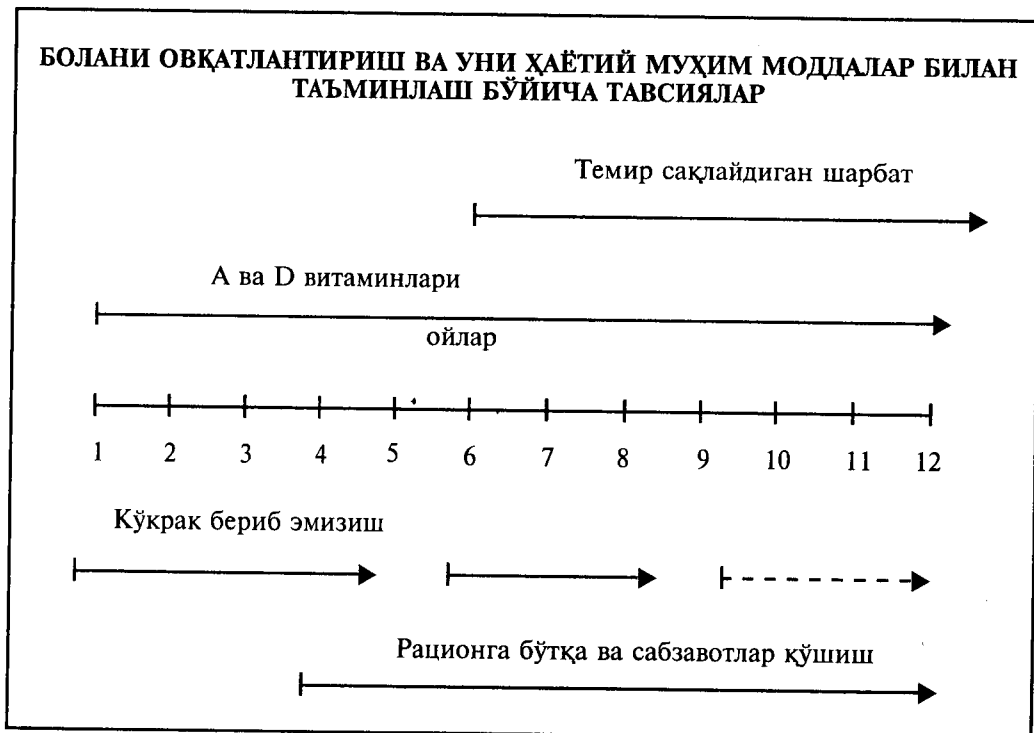 БОЛАНИ ОВҚАТЛАНТИРИШ ВА УНИ ҲАЁТИЙ МУҲИМ МОДДАЛАР БИЛАН
ТАЪМИНЛАШ БЎЙИЧА ТАВСИЯЛАР
Темир сақлайдиган шарбат
А ва D витаминлари
ойлар
1 2 3 4 5 6 7 8 9 10 11 12
Кўкрак бериб эмизиш
Рационга бўтқа ва сабзавотлар қўшиш